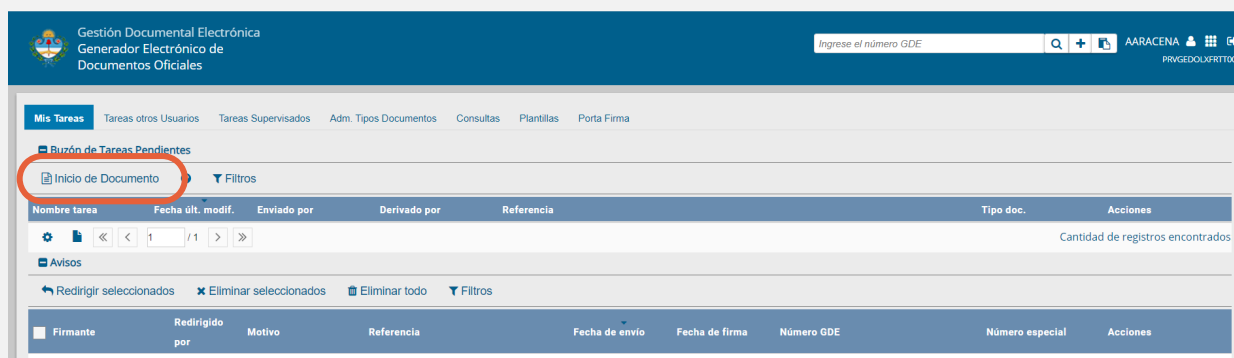 Gestión Documental Electrónica
Generador Electrónico de
Documentos Oficiales
Ingrese el número GDE
AARACENA
PRVGEDOLXFRTT00
Mis Tareas Tareas otros Usuarios Tareas Supervisados Adm. Tipos Documentos Consultas Plantillas Porta Firma
Buzón de Tareas Pendientes
Inicio de Documento Filtros
Nombre tarea Fecha últ. modif. Enviado por Derivado por Referencia Tipo doc. Acciones
1 / 1 Cantidad de registros encontrados
Avisos
Redirigir seleccionados Eliminar seleccionados Eliminar todo Filtros
Firmante Redirigido por Motivo Referencia Fecha de envío Fecha de firma Número GDE Número especial Acciones